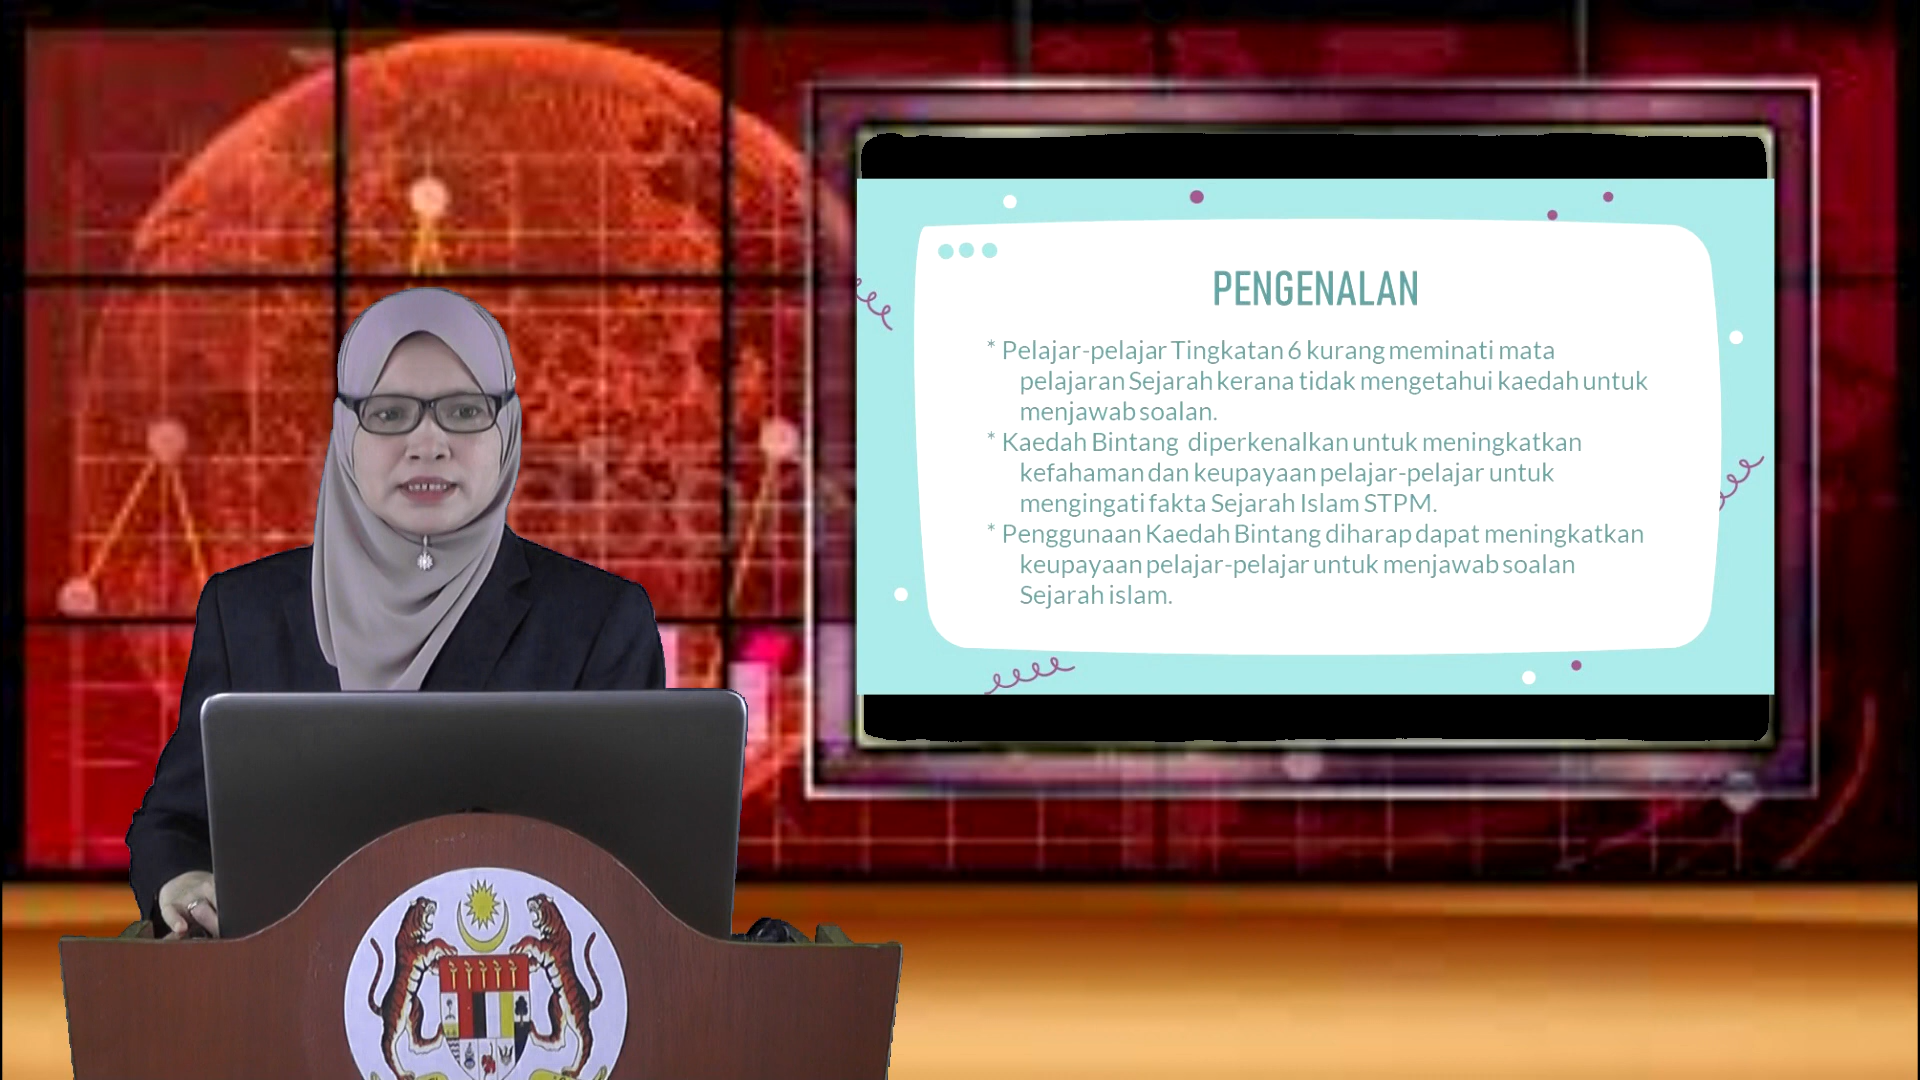 PENGENALAN
* Pelajar-pelajar Tingkatan 6 kurang meminati mata
pelajaran Sejarah kerana tidak mengetahui kaedah untuk
menjawab soalan.
* Kaedah Bintang diperkenalkan untuk meningkatkan
kefahaman dan keupayaan pelajar-pelajar untuk
mengingati fakta Sejarah Islam STPM.
* Penggunaan Kaedah Bintang diharap dapat meningkatkan
keupayaan pelajar-pelajar untuk menjawab soalan
Sejarah islam.